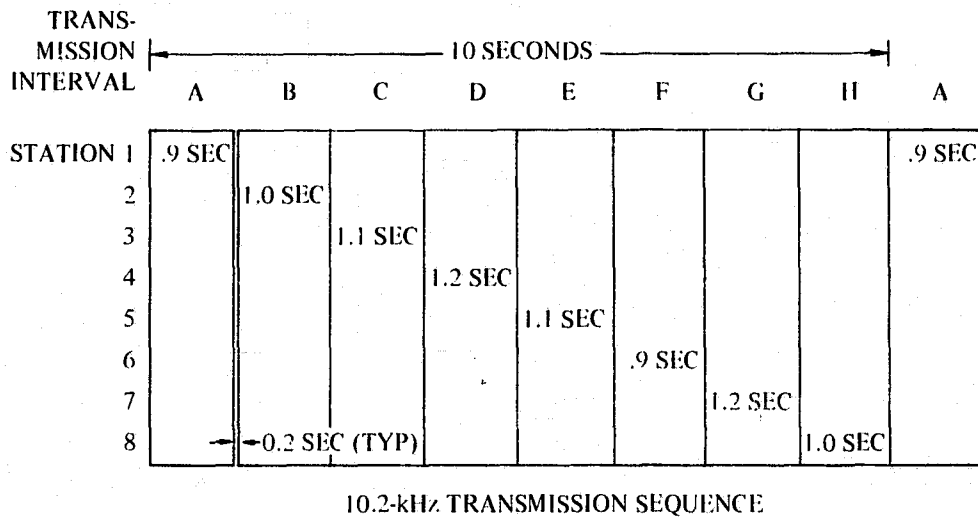 TRANS-
MISSION
INTERVAL
10 SECONDS
A B C D E F G H A
STATION 1 .9 SEC .9 SEC
2 1.0 SEC
3 1.1 SEC
4 1.2 SEC
5 1.1 SEC
6 .9 SEC
7 1.2 SEC
8 0.2 SEC (TYP) 1.0 SEC
10.2-kHz TRANSMISSION SEQUENCE